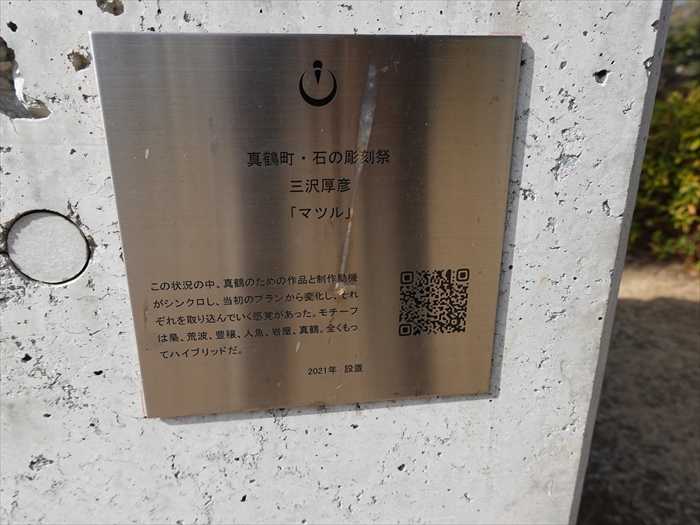 真鶴町・石の彫刻祭
三沢厚彦
「マツル」
この状況の中、真鶴のための作品と制作動機
がシンクロし、当初のプランから変化し、それ
ぞれを取り込んでいく感覚があった。モチーフ
は梟、荒波、豊穣、人魚、岩屋、真鶴。全くもっ
てハイブリッドだ。
2021年 設置